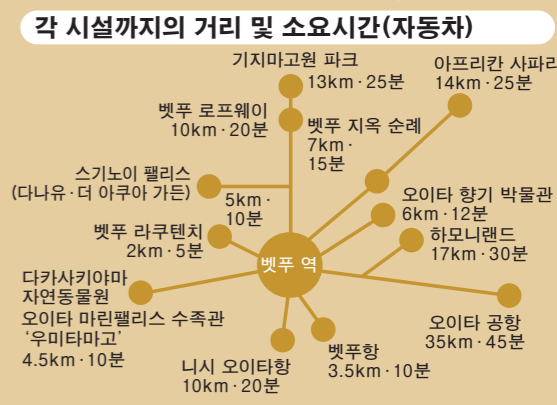 각 시설까지의 거리 및 소요시간(자동차)
기지마고원 파크
13km·25분
아프리칸 사파리
14km·25분
벳푸 로프웨이
10km·20분
벳푸 지옥 순례
7km·
15분
스기노이 팰리스
(다나유·더 아쿠아 가든)
5km·
10분
오이타 향기 박물관
6km·12분
벳푸 라쿠텐치
2km·5분
하모니랜드
17km·30분
벳푸 역
다카사키야마
자연동물원
오이타 마린팰리스 수족관
‘우미타마고’
4.5km·10분
오이타 공항
35km·45분
니시 오이타항
10km·20분
벳푸항
3.5km·10분